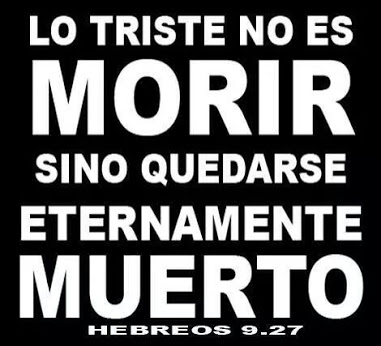 LO TRISTE NO ES
MORIR
SINO QUEDARSE
ETERNAMENTE
MUERTO
HEBREOS 9.27